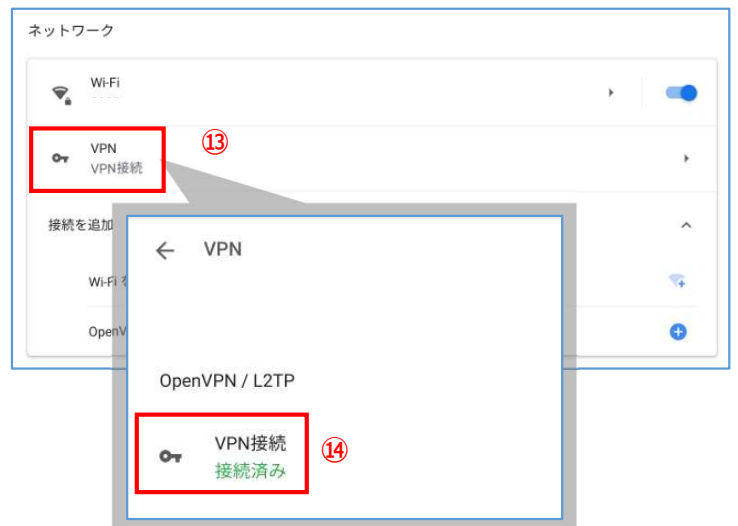 ネットワーク
Wi-Fi
VPN
VPN接続
⑬
接続を追加
Wi-Fi を
OpenV
← VPN
OpenVPN / L2TP
VPN接続
接続済み
⑭